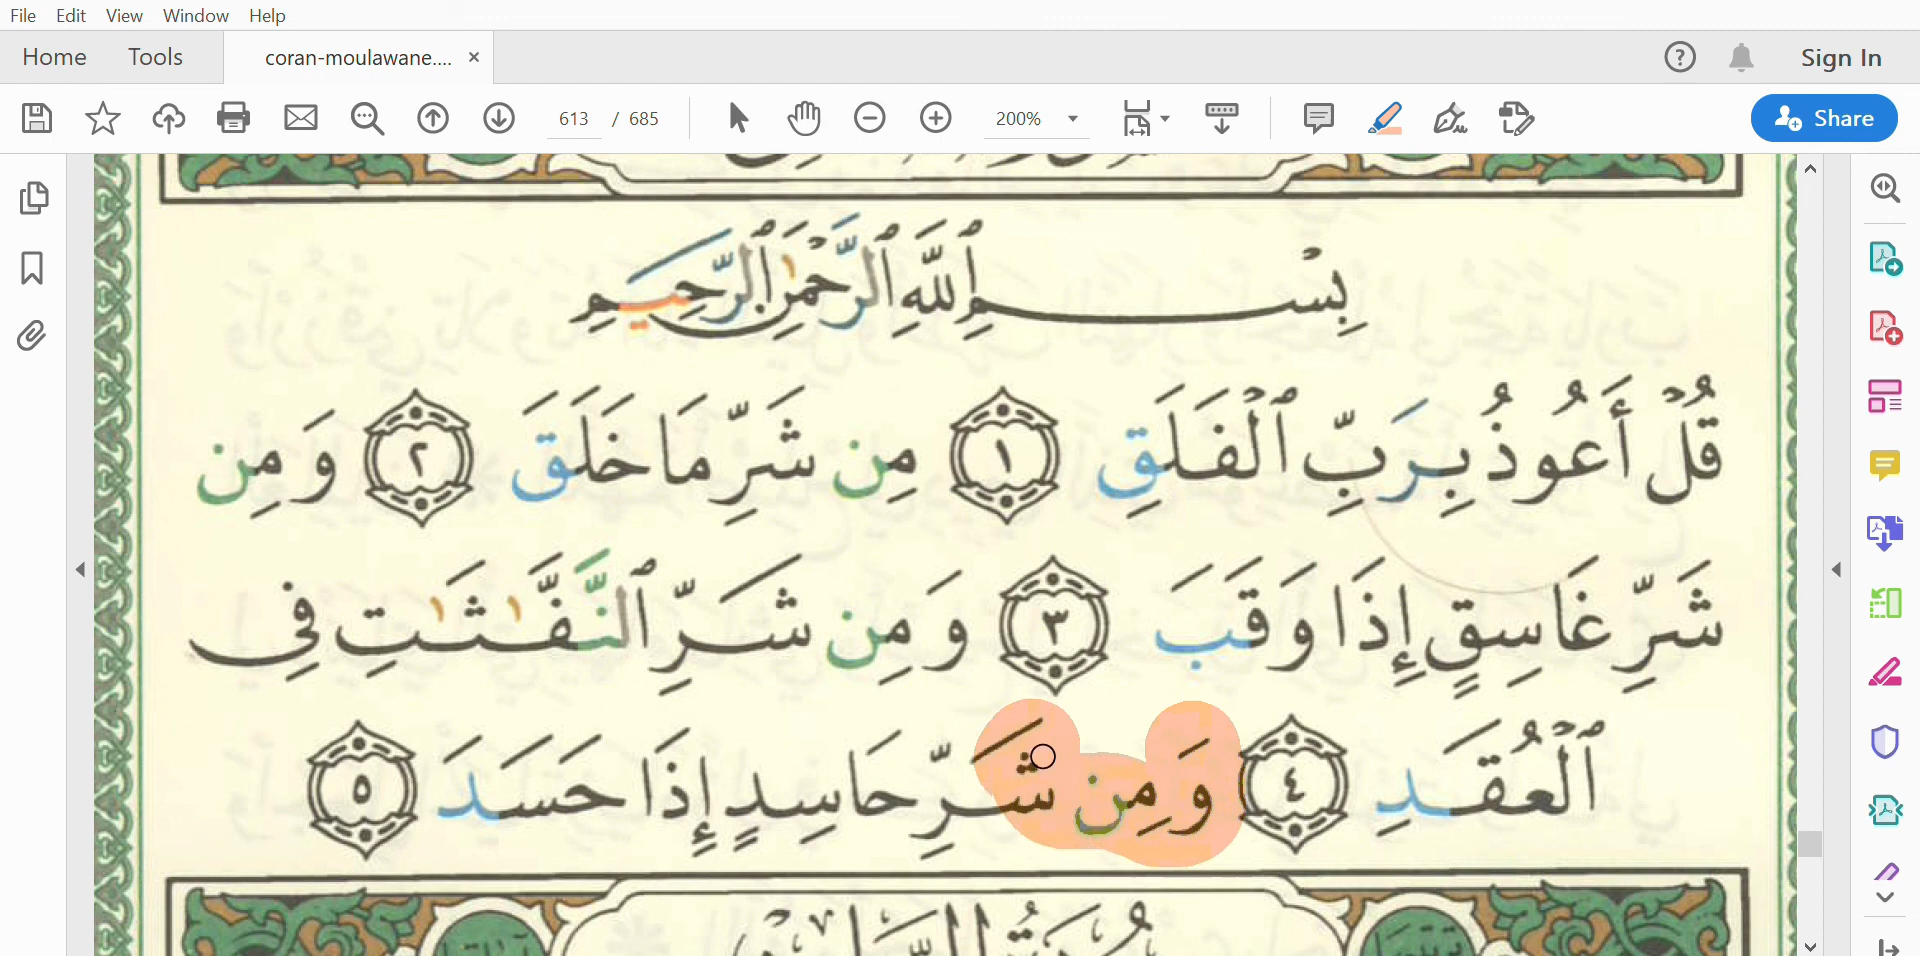 File Edit View Window Help
Home Tools coran-moulawane.... × Sign In
613 / 685 200% Share
بِسْمِ ٱللَّهِ ٱلرَّحْمَٰنِ ٱلرَّحِيمِ
قُلْ أَعُوذُ بِرَبِّ ٱلْفَلَقِ ١ مِن شَرِّ مَا خَلَقَ ٢ وَمِن
شَرِّ غَاسِقٍ إِذَا وَقَبَ ٣ وَمِن شَرِّ ٱلنَّفَّٰثَٰتِ فِي
ٱلْعُقَدِ ٤ وَمِن شَرِّ حَاسِدٍ إِذَا حَسَدَ ٥